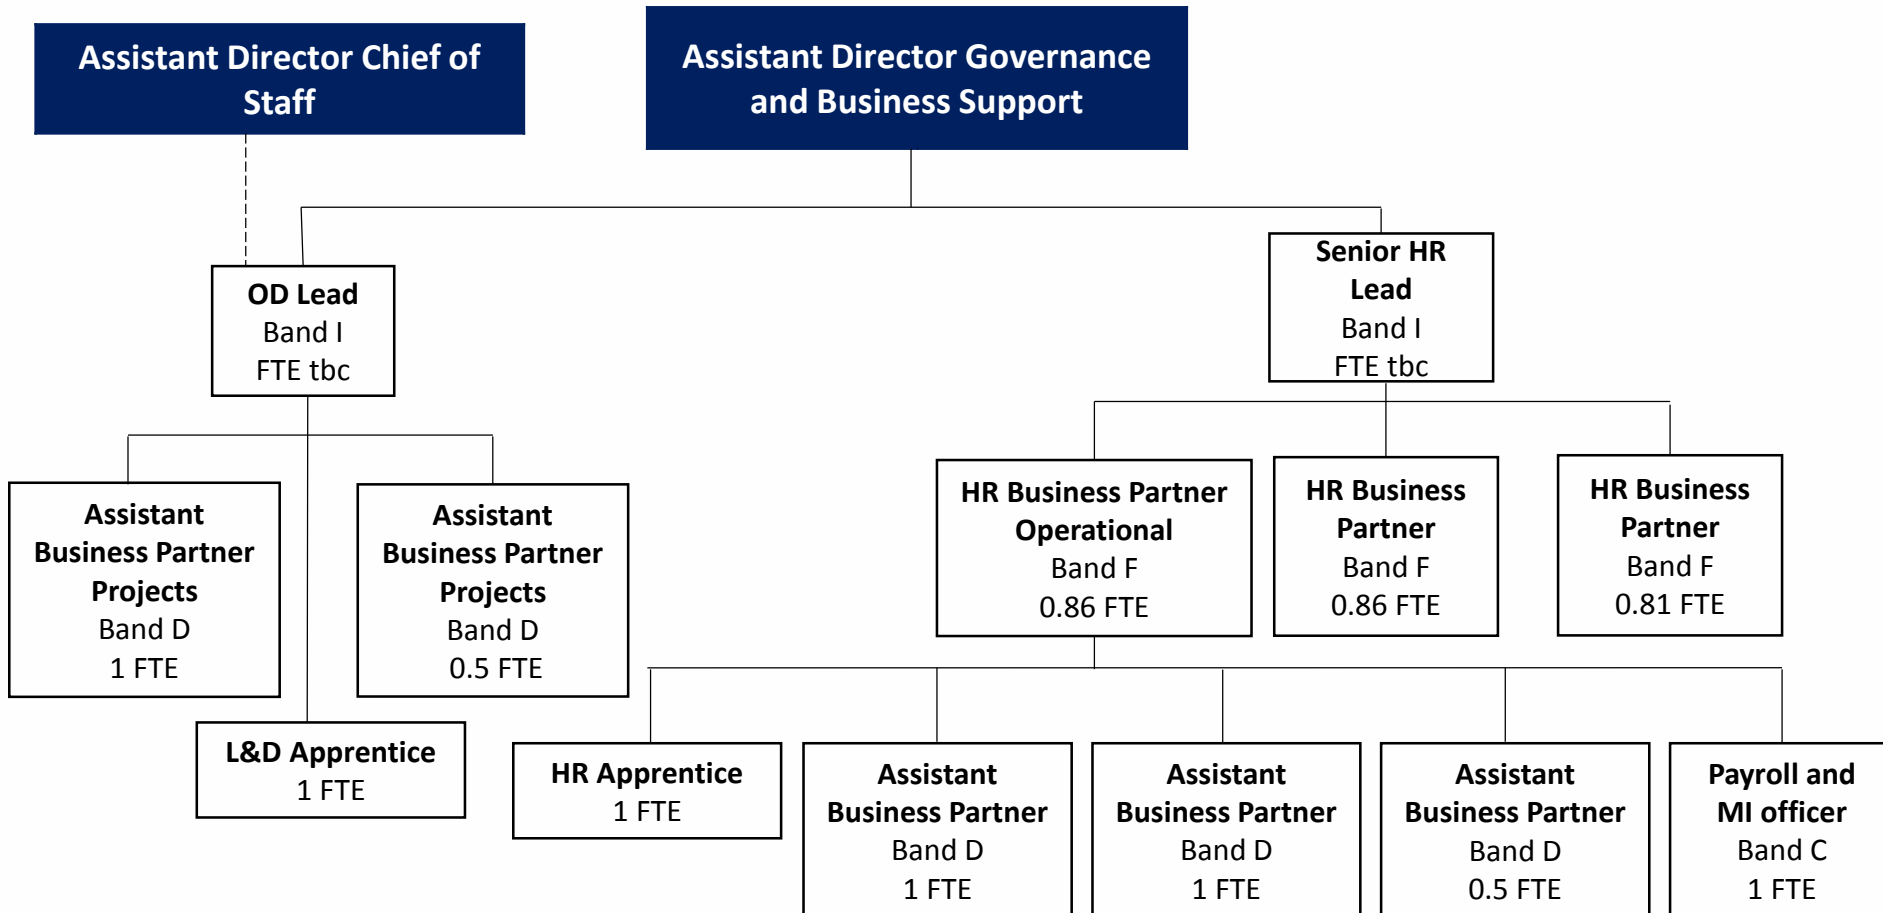 Assistant Director Chief of
Staff
Assistant Director Governance
and Business Support
OD Lead
Band I
FTE tbc
Senior HR
Lead
Band I
FTE tbc
Assistant
Business Partner
Projects
Band D
1 FTE
Assistant
Business Partner
Projects
Band D
0.5 FTE
HR Business Partner
Operational
Band F
0.86 FTE
HR Business
Partner
Band F
0.86 FTE
HR Business
Partner
Band F
0.81 FTE
L&D Apprentice
1 FTE
HR Apprentice
1 FTE
Assistant
Business Partner
Band D
1 FTE
Assistant
Business Partner
Band D
1 FTE
Assistant
Business Partner
Band D
0.5 FTE
Payroll and
MI officer
Band C
1 FTE